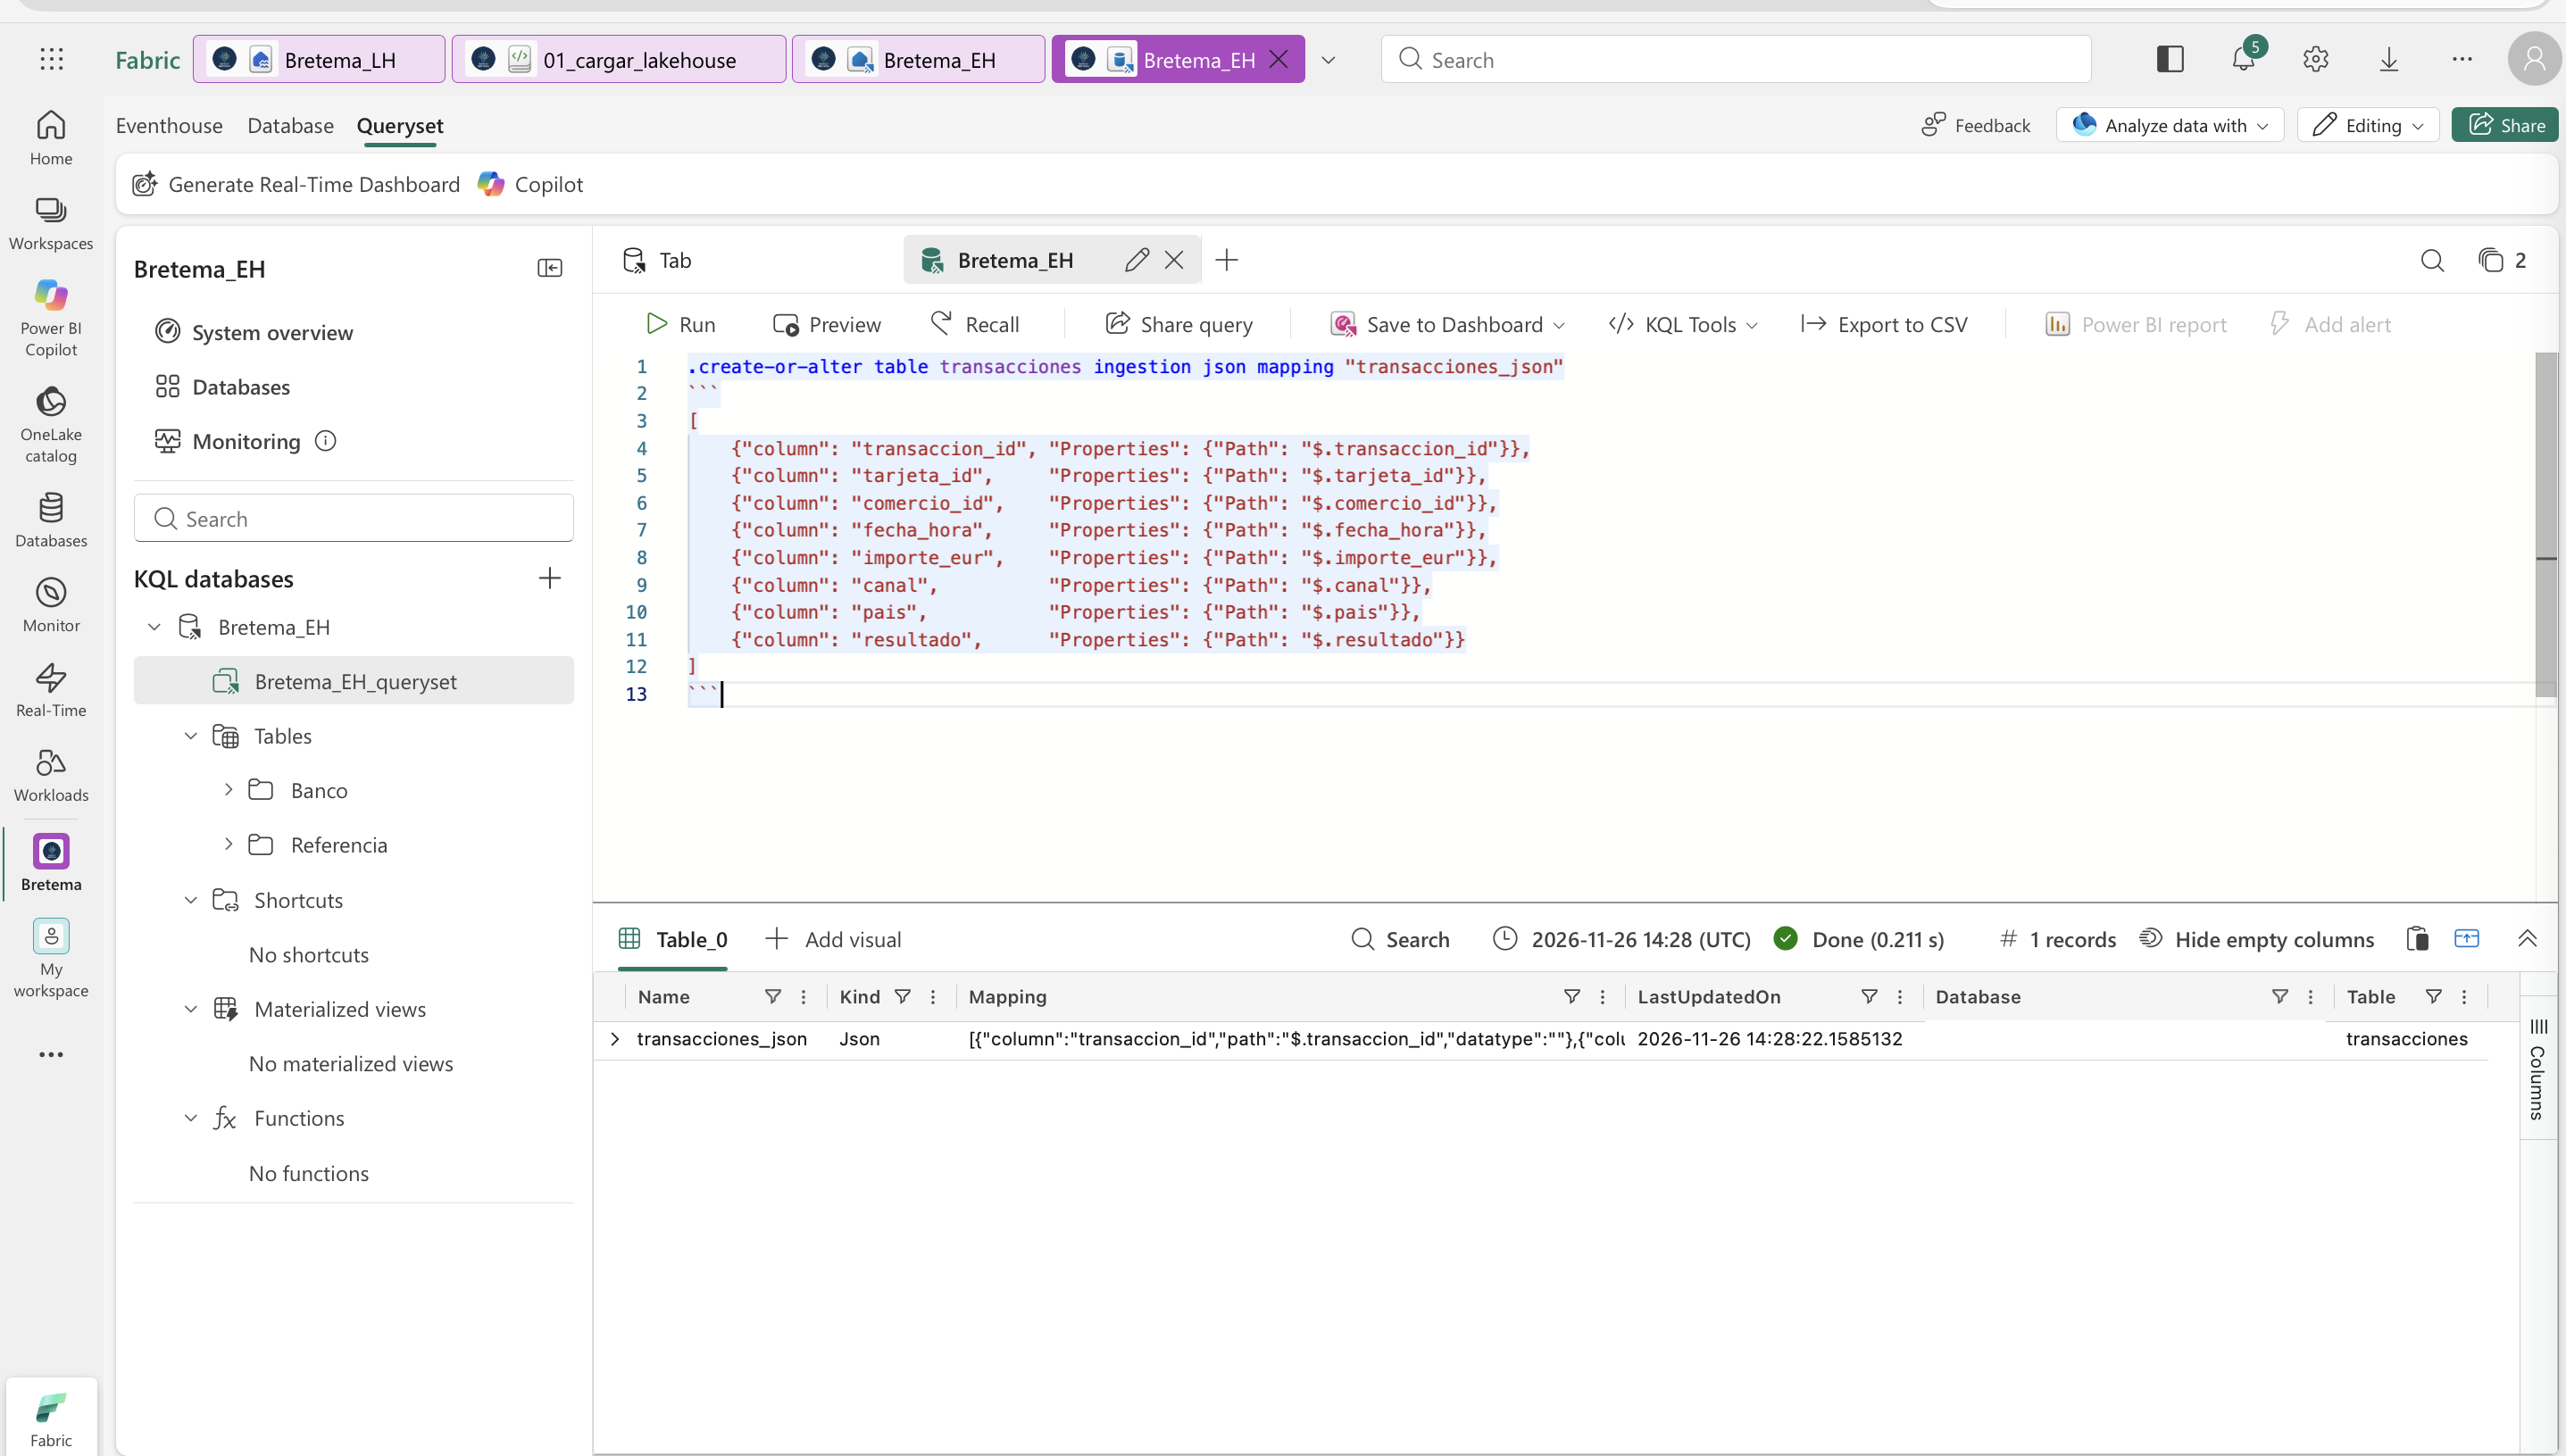 Fabric
Bretema_LH
01_cargar_lakehouse
Bretema_EH
Bretema_EH
Search
5
Home
Workspaces
Power BI
Copilot
OneLake
catalog
Databases
Monitor
Real-Time
Workloads
Bretema
My
workspace
Fabric
Eventhouse
Database
Queryset
Feedback
Analyze data with
Editing
Share
Generate Real-Time Dashboard
Copilot
Bretema_EH
System overview
Databases
Monitoring
Search
KQL databases
Bretema_EH
Bretema_EH_queryset
Tables
Banco
Referencia
Shortcuts
No shortcuts
Materialized views
No materialized views
Functions
No functions
Tab
Bretema_EH
2
Run
Preview
Recall
Share query
Save to Dashboard
KQL Tools
Export to CSV
Power BI report
Add alert
1 .create-or-alter table transacciones ingestion json mapping "transacciones_json"
2 ```
3 [
4 {"column": "transaccion_id", "Properties": {"Path": "$.transaccion_id"}},
5 {"column": "tarjeta_id", "Properties": {"Path": "$.tarjeta_id"}},
6 {"column": "comercio_id", "Properties": {"Path": "$.comercio_id"}},
7 {"column": "fecha_hora", "Properties": {"Path": "$.fecha_hora"}},
8 {"column": "importe_eur", "Properties": {"Path": "$.importe_eur"}},
9 {"column": "canal", "Properties": {"Path": "$.canal"}},
10 {"column": "pais", "Properties": {"Path": "$.pais"}},
11 {"column": "resultado", "Properties": {"Path": "$.resultado"}}
12 ]
13 ```
Table_0
Add visual
Search
2026-11-26 14:28 (UTC)
Done (0.211 s)
# 1 records
Hide empty columns
Name Kind Mapping LastUpdatedOn Database Table
transacciones_json Json [{"column":"transaccion_id","path":"$.transaccion_id","datatype":""},{"colu 2026-11-26 14:28:22.1585132 transacciones
Columns